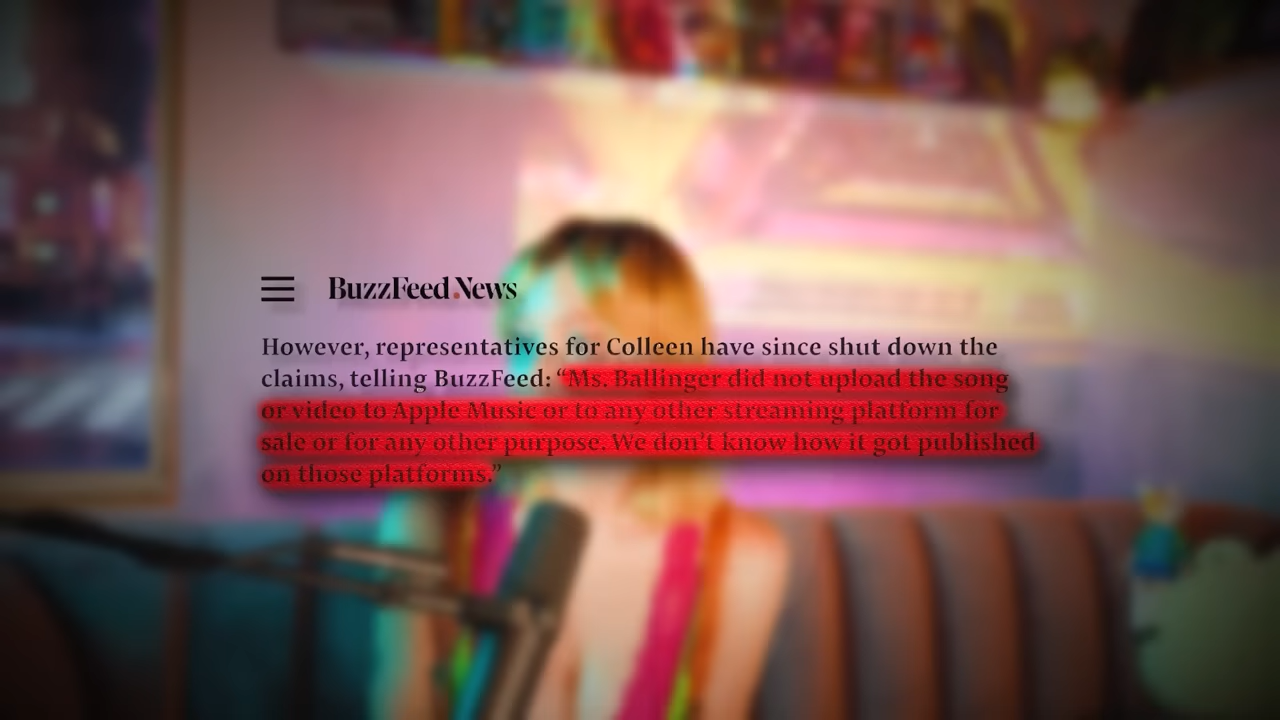 BuzzFeed News
However, representatives for Colleen have since shut down the
claims, telling BuzzFeed: “Ms. Ballinger did not upload the song
or video to Apple Music or to any other streaming platform for
sale or for any other purpose. We don’t know how it got published
on those platforms.”